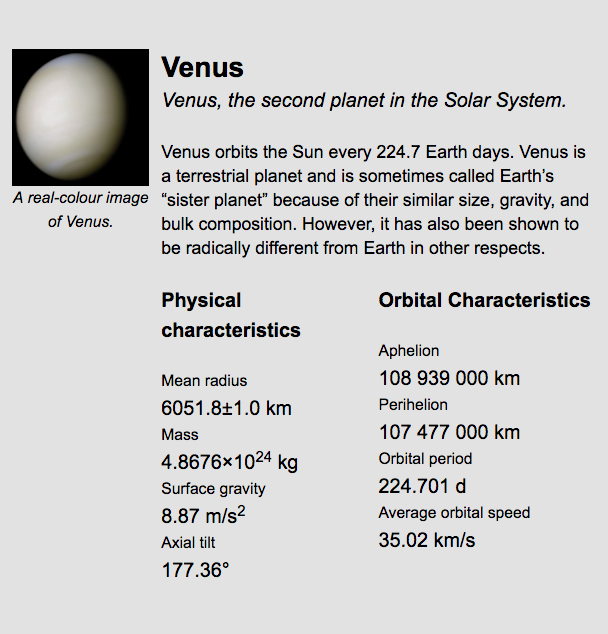 Venus
Venus, the second planet in the Solar System.
Venus orbits the Sun every 224.7 Earth days. Venus is
a terrestrial planet and is sometimes called Earth’s
“sister planet” because of their similar size, gravity, and
bulk composition. However, it has also been shown to
be radically different from Earth in other respects.
A real-colour image
of Venus.
Physical
characteristics
Mean radius
6051.8±1.0 km
Mass
4.8676×10²⁴ kg
Surface gravity
8.87 m/s²
Axial tilt
177.36°
Orbital Characteristics
Aphelion
108 939 000 km
Perihelion
107 477 000 km
Orbital period
224.701 d
Average orbital speed
35.02 km/s